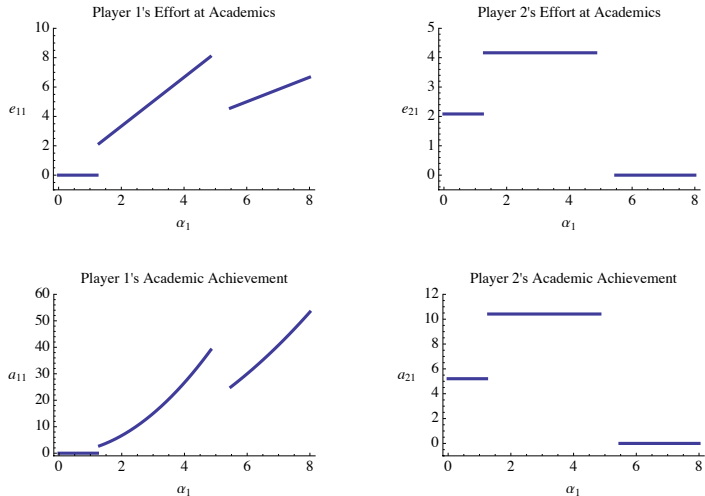 Player 1's Effort at Academics
10
8
6
4
2
0
e₁₁
0 2 4 6 8
α₁
Player 2's Effort at Academics
5
4
3
2
1
0
e₂₁
0 2 4 6 8
α₁
Player 1's Academic Achievement
60
50
40
30
20
10
0
a₁₁
0 2 4 6 8
α₁
Player 2's Academic Achievement
12
10
8
6
4
2
0
a₂₁
0 2 4 6 8
α₁